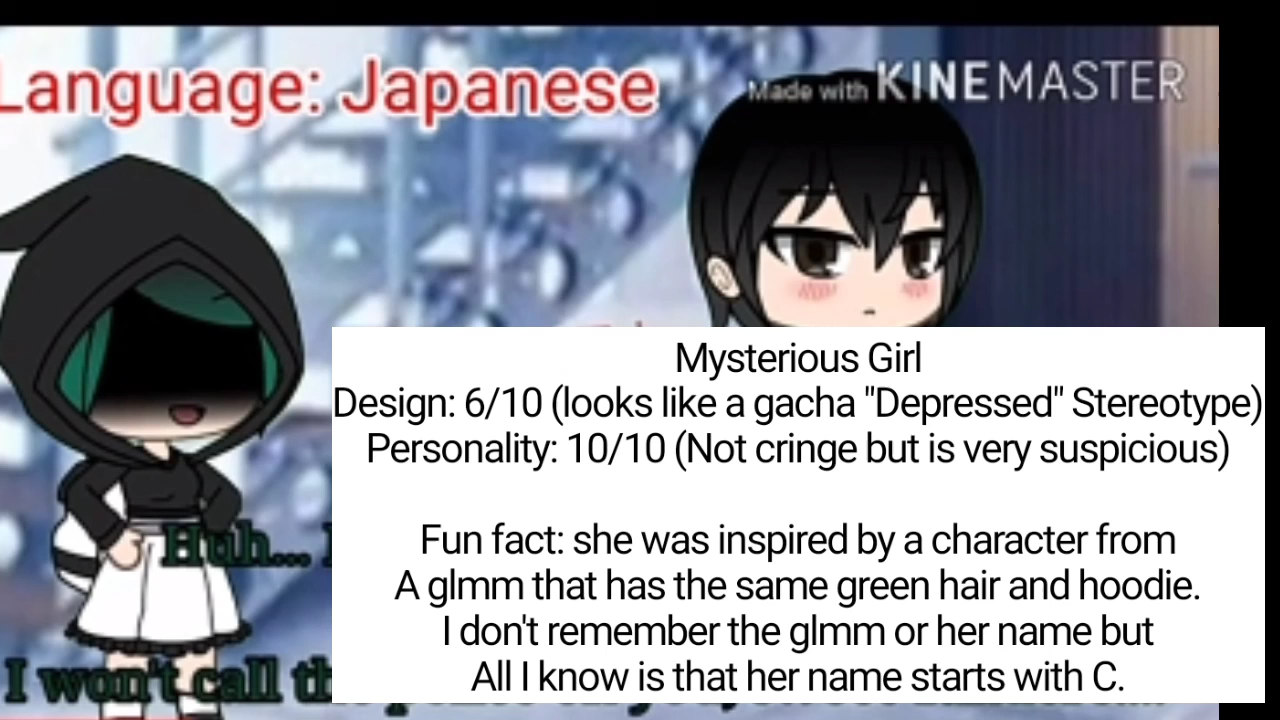 Language: Japanese
Made with KINEMASTER
Mysterious Girl
Design: 6/10 (looks like a gacha "Depressed" Stereotype)
Personality: 10/10 (Not cringe but is very suspicious)
Huh...
Fun fact: she was inspired by a character from
A glmm that has the same green hair and hoodie.
I don't remember the glmm or her name but
All I know is that her name starts with C.
I won't call